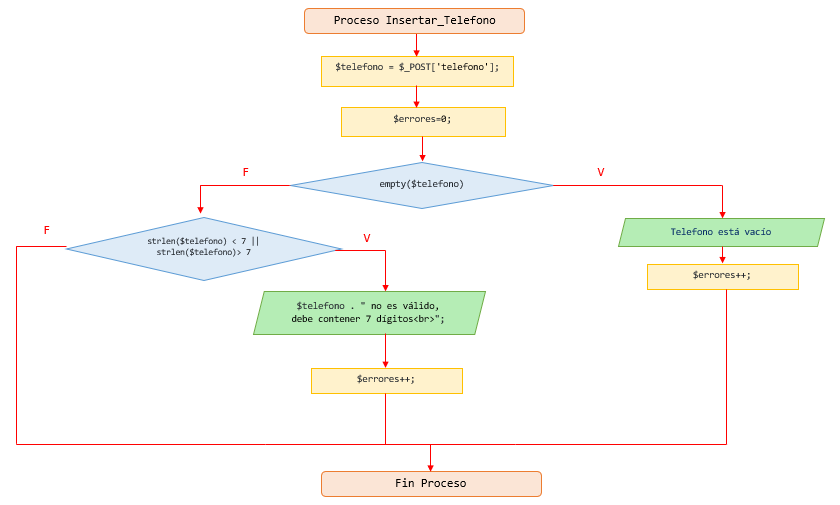 Proceso Insertar_Telefono
$telefono = $_POST['telefono'];
$errores=0;
empty($telefono)
F
V
F
strlen($telefono) < 7 ||
strlen($telefono)> 7
V
Telefono está vacío
$errores++;
$telefono . " no es válido,
debe contener 7 dígitos<br>";
$errores++;
Fin Proceso